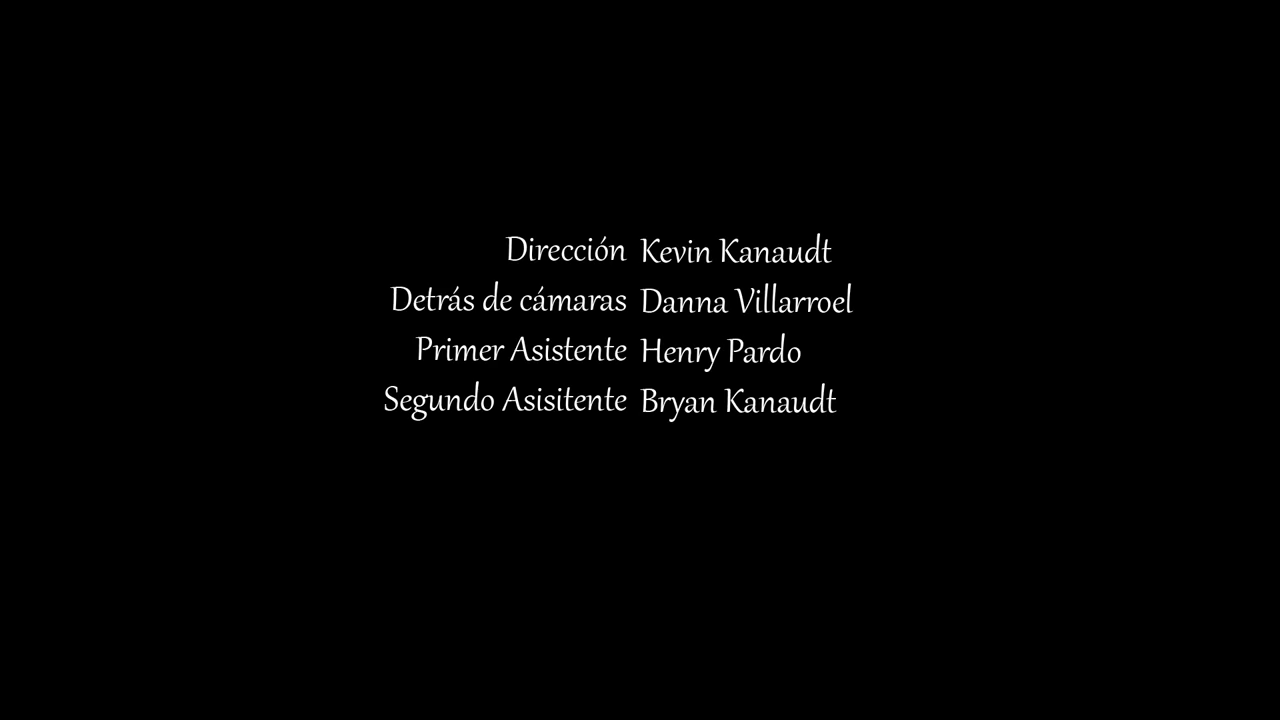 Dirección Kevin Kanaudt
Detrás de cámaras Danna Villarroel
Primer Asistente Henry Pardo
Segundo Asisitente Bryan Kanaudt